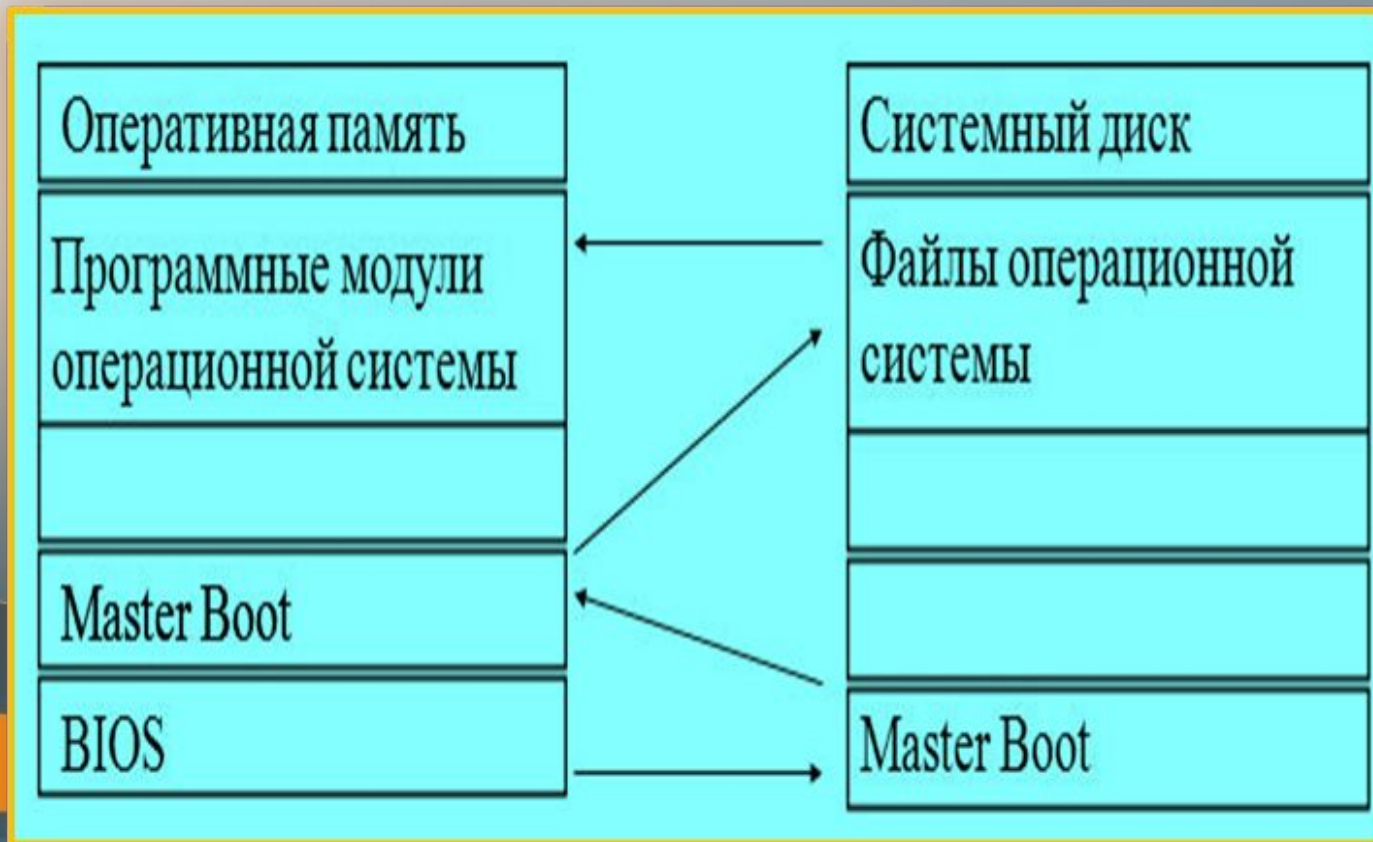 Оперативная память
Программные модули
операционной системы
Master Boot
BIOS
Системный диск
Файлы операционной
системы
Master Boot